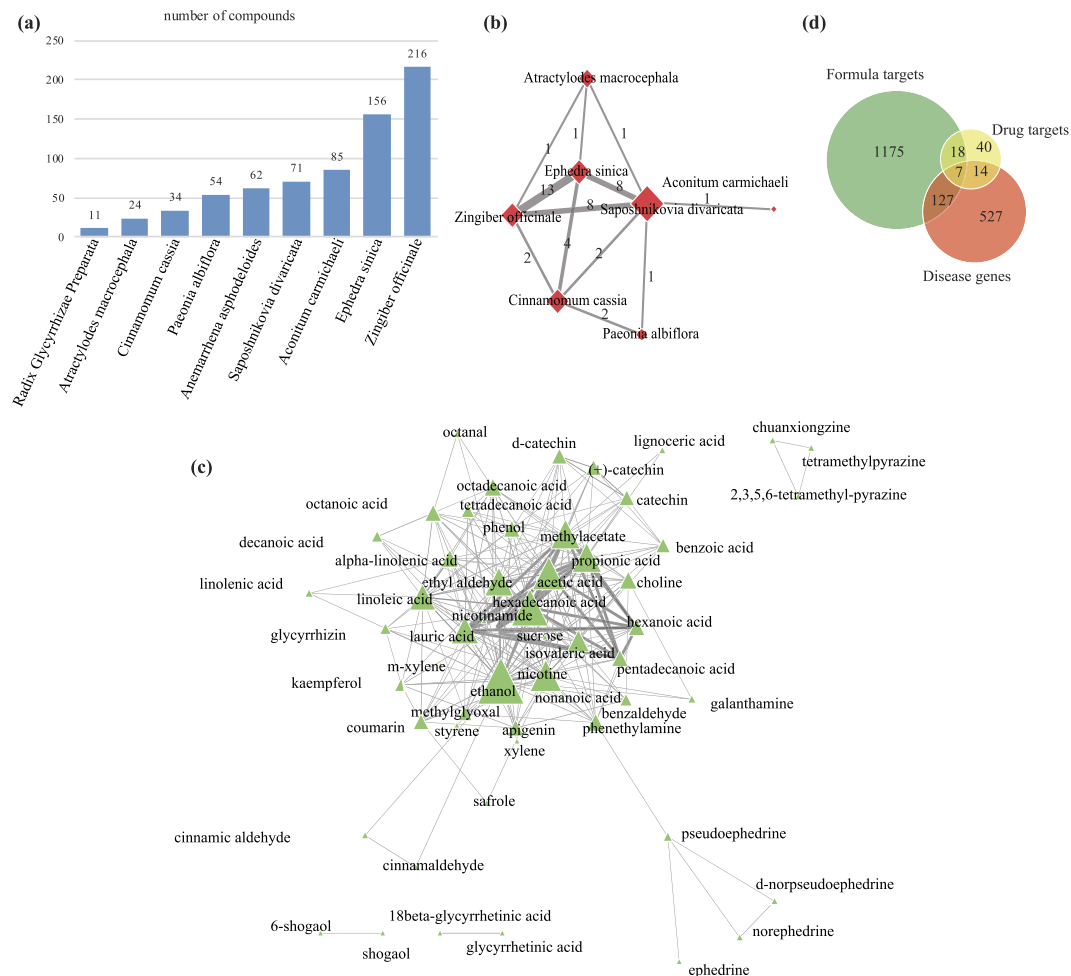 (a)
number of compounds
250
200
150
100
50
0
11
24
34
54
62
71
85
156
216
Radix Glycyrrhizae Preparata
Atractylodes macrocephala
Cinnamomum cassia
Paeonia albiflora
Anemarrhena asphodeloides
Saposhnikovia divaricata
Aconitum carmichaeli
Ephedra sinica
Zingiber officinale
(b)
Atractylodes macrocephala
1
1
1
Ephedra sinica
13
8
Aconitum carmichaeli
8
1
Zingiber officinale
Saposhnikovia divaricata
4
2
2
1
Cinnamomum cassia
2
Paeonia albiflora
(d)
Formula targets
Drug targets
1175
18
40
7
14
127
527
Disease genes
(c)
octanal
d-catechin
lignoceric acid
chuanxiongzine
(+)-catechin
tetramethylpyrazine
octadecanoic acid
catechin
2,3,5,6-tetramethyl-pyrazine
octanoic acid
tetradecanoic acid
phenol
methylacetate
decanoic acid
benzoic acid
alpha-linolenic acid
propionic acid
linolenic acid
ethyl aldehyde
acetic acid
choline
linoleic acid
hexadecanoic acid
nicotinamide
hexanoic acid
glycyrrhizin
lauric acid
sucrose
isovaleric acid
m-xylene
pentadecanoic acid
kaempferol
nicotine
ethanol
nonanoic acid
galanthamine
methylglyoxal
benzaldehyde
coumarin
styrene
apigenin
phenethylamine
xylene
safrole
cinnamic aldehyde
pseudoephedrine
cinnamaldehyde
d-norpseudoephedrine
6-shogaol
18beta-glycyrrhetinic acid
norephedrine
shogaol
glycyrrhetinic acid
ephedrine